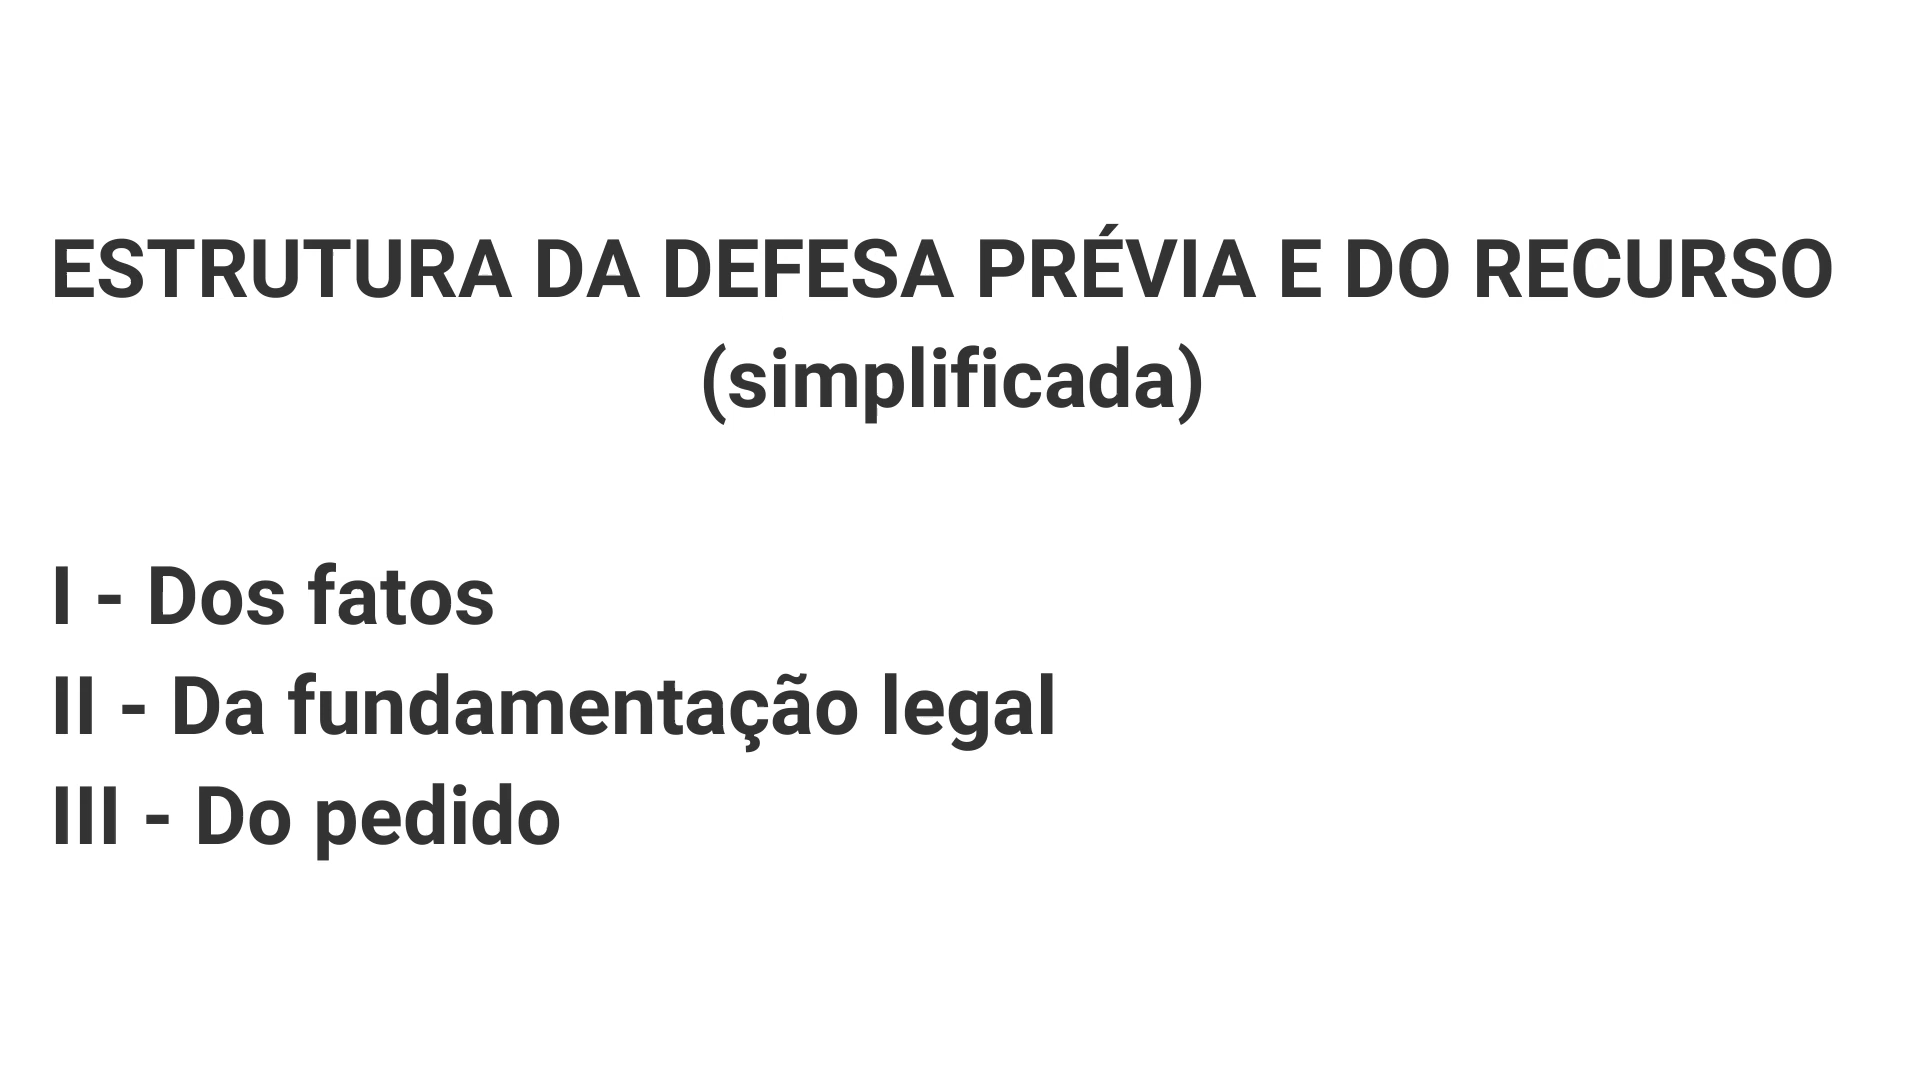 ESTRUTURA DA DEFESA PRÉVIA E DO RECURSO
(simplificada)
I - Dos fatos
II - Da fundamentação legal
III - Do pedido